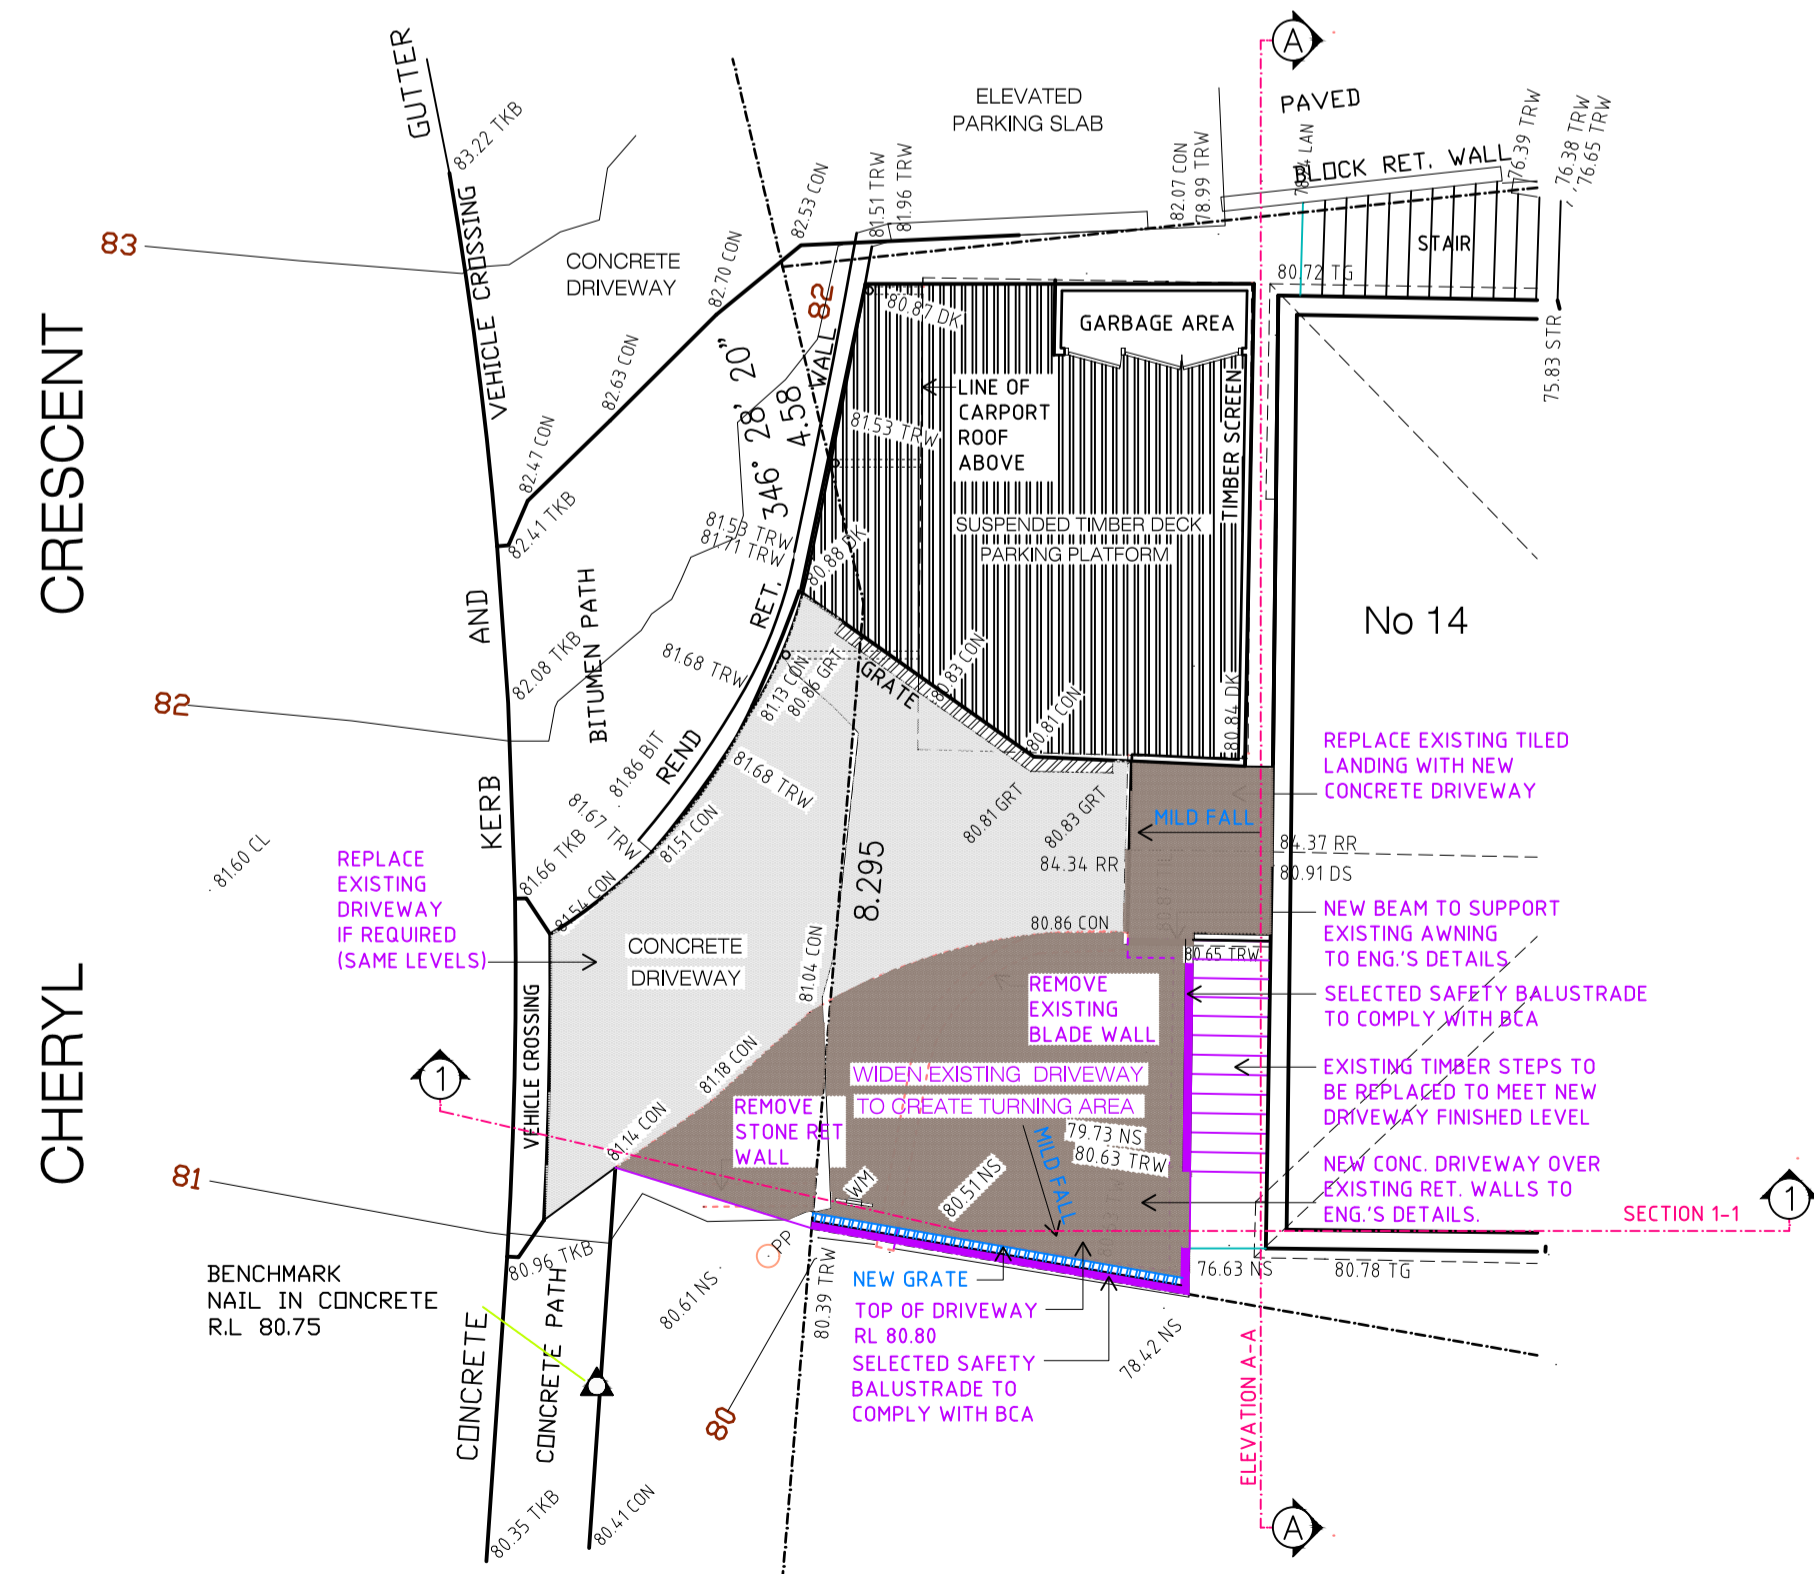 GUTTER
83.22 TKB
VEHICLE CROSSING
83
CONCRETE
DRIVEWAY
82.53 CON
82.70 CON
82.63 CON
82.47 CON
82.41 TKB
82
ELEVATED
PARKING SLAB
81.51 TRW
81.96 TRW
82.07 CON
78.99 TRW
A
PAVED
BLOCK RET. WALL
76.39 TRW
76.38 TRW
76.65 TRW
STAIR
80.72 TG
75.83 STR
80.87 DK
GARBAGE AREA
LINE OF
CARPORT
ROOF
ABOVE
TIMBER SCREEN
81.53 TRW
SUSPENDED TIMBER DECK
PARKING PLATFORM
346° 28' 20"
4.58
WALL
RET.
REND
81.53 TRW
81.71 TRW
80.88 DK
CRESCENT
AND
BITUMEN PATH
82.08 TKB
81.68 TRW
81.13 CON
80.86 GRT
GRATE
80.83 CON
80.81 CON
80.84 DK
No 14
82
81.86 BIT
81.68 TRW
KERB
81.67 TRW
81.66 TKB
81.51 CON
81.54 CON
81.60 CL
8.295
80.81 GRT
80.83 GRT
84.34 RR
MILD FALL
REPLACE EXISTING TILED
LANDING WITH NEW
CONCRETE DRIVEWAY
84.37 RR
80.91 DS
REPLACE
EXISTING
DRIVEWAY
IF REQUIRED
(SAME LEVELS)
CONCRETE
DRIVEWAY
81.04 CON
80.86 CON
80.65 TRW
NEW BEAM TO SUPPORT
EXISTING AWNING
TO ENG.'S DETAILS
SELECTED SAFETY BALUSTRADE
TO COMPLY WITH BCA
REMOVE
EXISTING
BLADE WALL
EXISTING TIMBER STEPS TO
BE REPLACED TO MEET NEW
DRIVEWAY FINISHED LEVEL
CHERYL
1
VEHICLE CROSSING
81.18 CON
81.14 CON
WIDEN EXISTING DRIVEWAY
TO CREATE TURNING AREA
REMOVE
STONE RET
WALL
79.73 NS
80.63 TRW
MILD FALL
80.51 NS
WM
NEW CONC. DRIVEWAY OVER
EXISTING RET. WALLS TO
ENG.'S DETAILS.
SECTION 1-1
1
81
80.96 TKB
PP
80.61 NS
80.39 TRW
76.63 NS
80.78 TG
78.42 NS
BENCHMARK
NAIL IN CONCRETE
R.L 80.75
NEW GRATE
TOP OF DRIVEWAY
RL 80.80
SELECTED SAFETY
BALUSTRADE TO
COMPLY WITH BCA
80
CONCRETE
CONCRETE PATH
80.35 TKB
80.41 CON
ELEVATION A-A
A